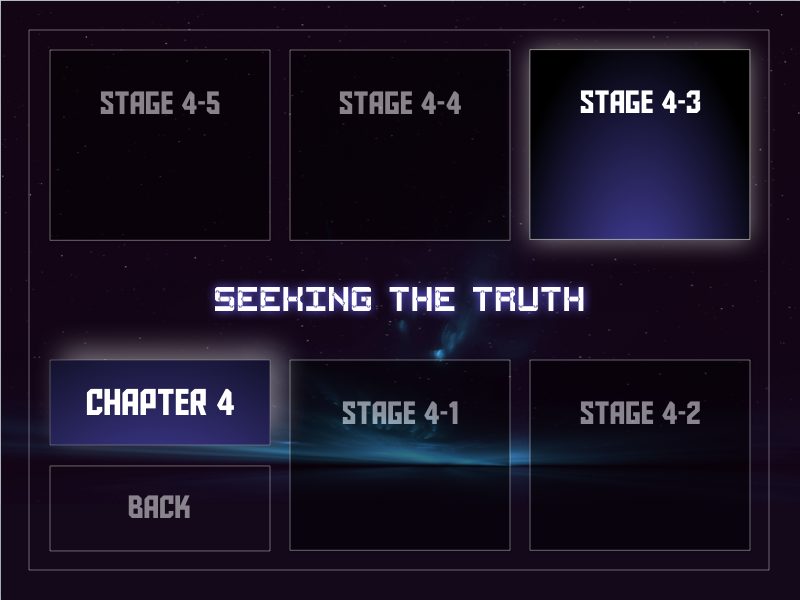 STAGE 4-5
STAGE 4-4
STAGE 4-3
SEEKING THE TRUTH
CHAPTER 4
STAGE 4-1
STAGE 4-2
BACK